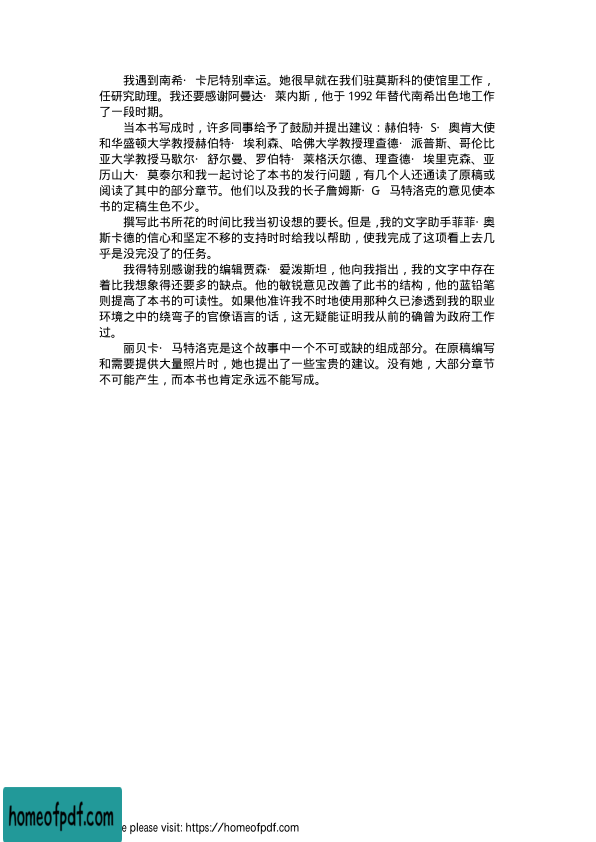 我遇到南希· 卡尼特别幸运。她很早就在我们驻莫斯科的使馆里工作，
任研究助理。我还要感谢阿曼达· 莱内斯，他于 1992 年替代南希出色地工作
了一段时期。
当本书写成时，许多同事给予了鼓励并提出建议：赫伯特· S· 奥肯大使
和华盛顿大学教授赫伯特· 埃利森、哈佛大学教授理查德· 派普斯、哥伦比
亚大学教授马歇尔· 舒尔曼、罗伯特· 莱格沃尔德、理查德· 埃里克森、亚
历山大· 莫泰尔和我一起讨论了本书的发行问题，有几个人还通读了原稿或
阅读了其中的部分章节。他们以及我的长子詹姆斯· G 马特洛克的意见使本
书的定稿生色不少。
撰写此书所花的时间比我当初设想的要长。但是，我的文字助手菲菲· 奥
斯卡德的信心和坚定不移的支持时时给我以帮助，使我完成了这项看上去几
乎是没完没了的任务。
我得特别感谢我的编辑贾森· 爱泼斯坦，他向我指出，我的文字中存在
着比我想象得还要多的缺点。他的敏锐意见改善了此书的结构，他的蓝铅笔
则提高了本书的可读性。如果他准许我不时地使用那种久已渗透到我的职业
环境之中的绕弯子的官僚语言的话，这无疑能证明我从前的确曾为政府工作
过。
丽贝卡· 马特洛克是这个故事中一个不可或缺的组成部分。在原稿编写
和需要提供大量照片时，她也提出了一些宝贵的建议。没有她，大部分章节
不可能产生，而本书也肯定永远不能写成。
homeofpdf.com
please visit: https://homeofpdf.com